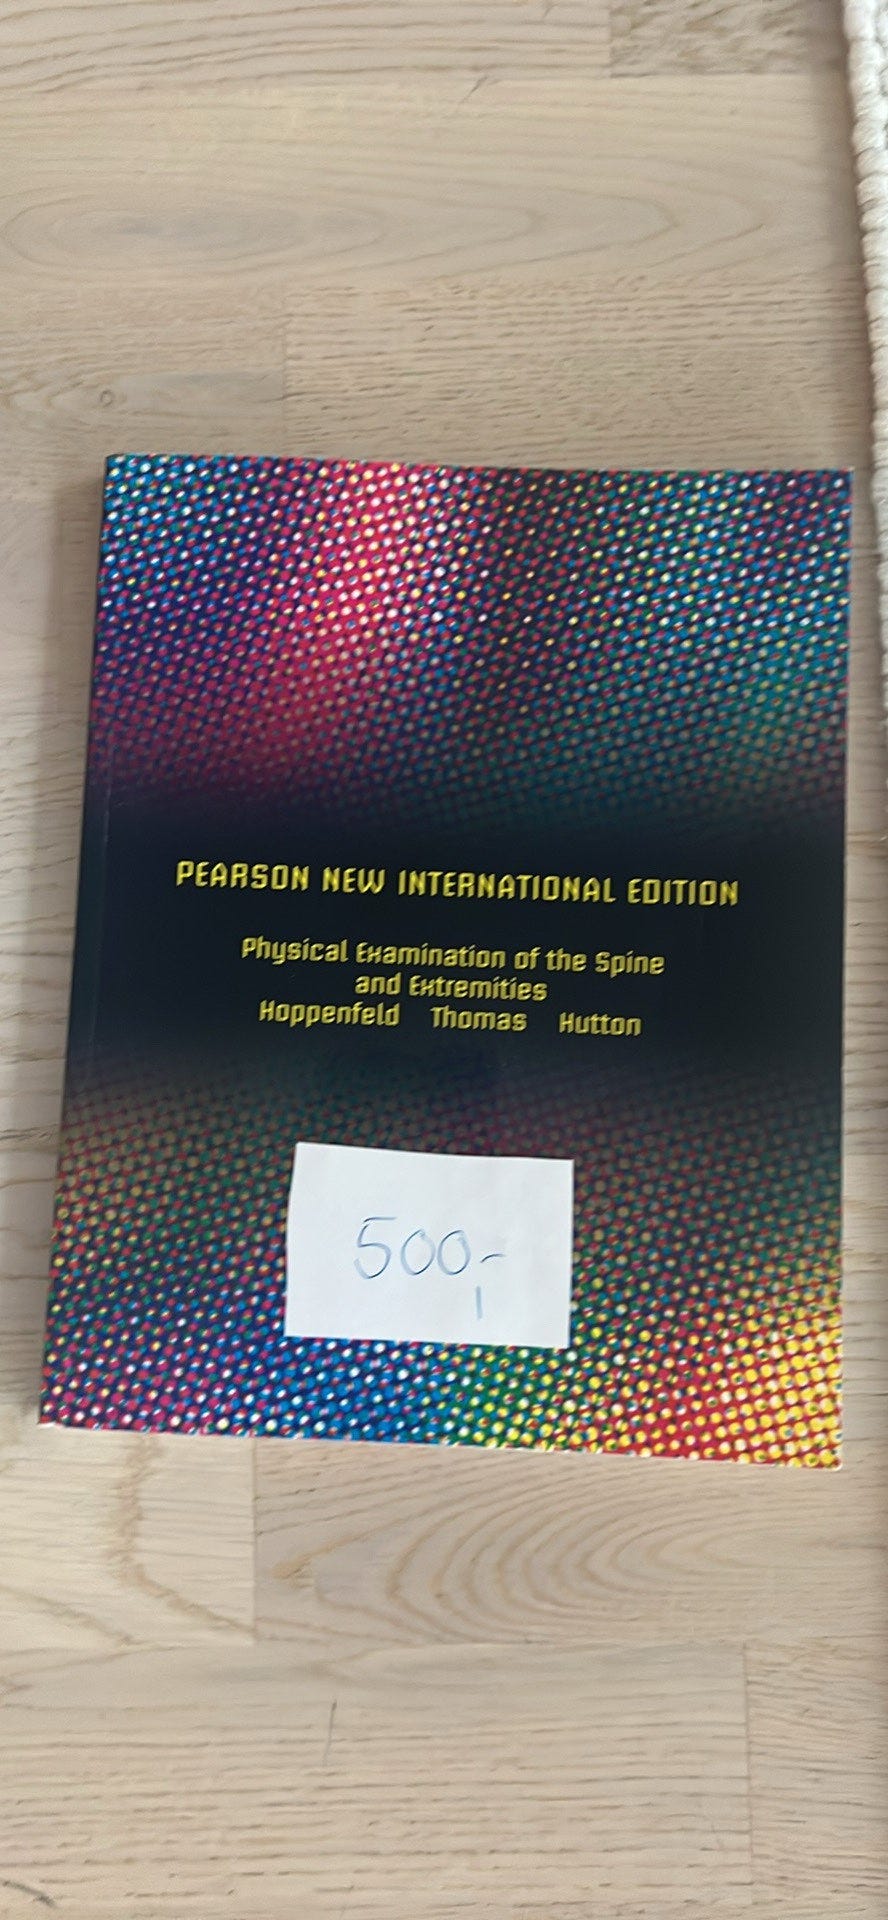 PEARSON NEW INTERNATIONAL EDITION
Physical Examination of the Spine
and Extremities
Hoppenfeld Thomas Hutton
500,-